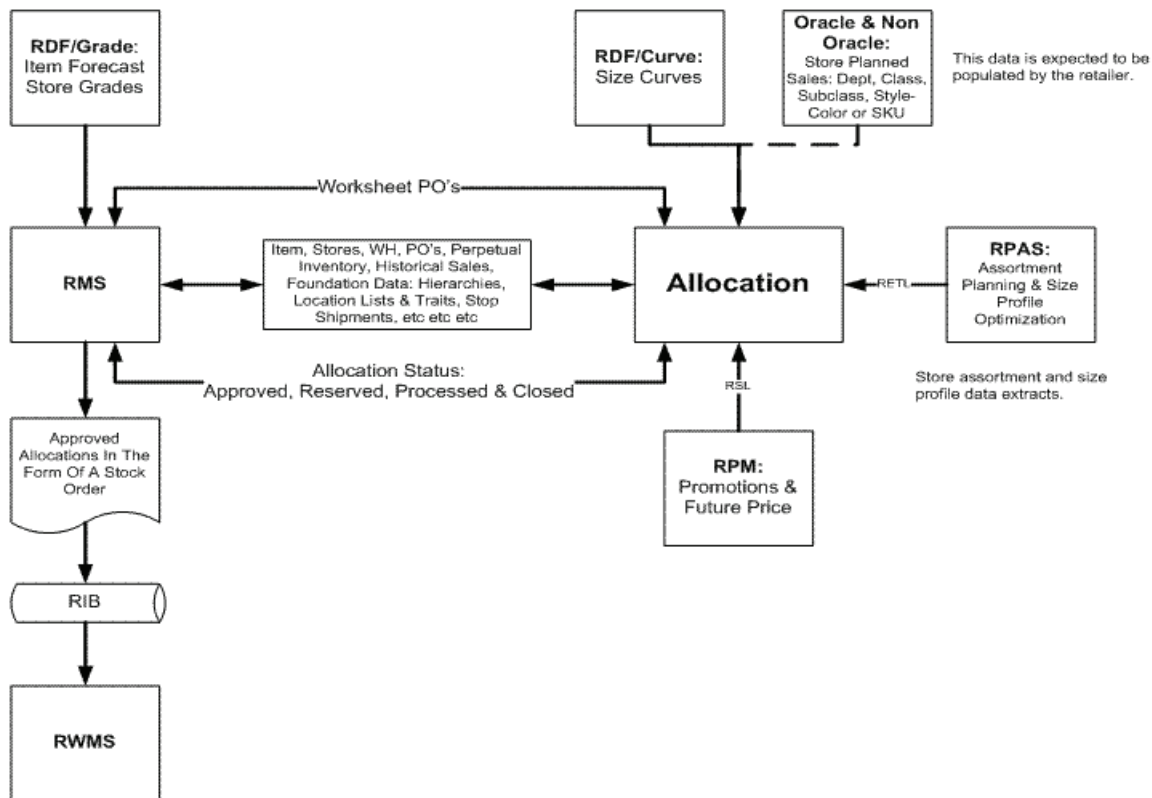 RDF/Grade:
Item Forecast
Store Grades
RDF/Curve:
Size Curves
Oracle & Non
Oracle:
Store Planned
Sales: Dept, Class,
Subclass, Style-
Color or SKU
This data is expected to be
populated by the retailer.
Worksheet PO's
RMS
Item, Stores, WH, PO's, Perpetual
Inventory, Historical Sales,
Foundation Data: Hierarchies,
Location Lists & Traits, Stop
Shipments, etc etc etc
Allocation
RETL
RPAS:
Assortment
Planning & Size
Profile
Optimization
Allocation Status:
Approved, Reserved, Processed & Closed
RSL
Store assortment and size
profile data extracts.
Approved
Allocations In The
Form Of A Stock
Order
RPM:
Promotions &
Future Price
RIB
RWMS